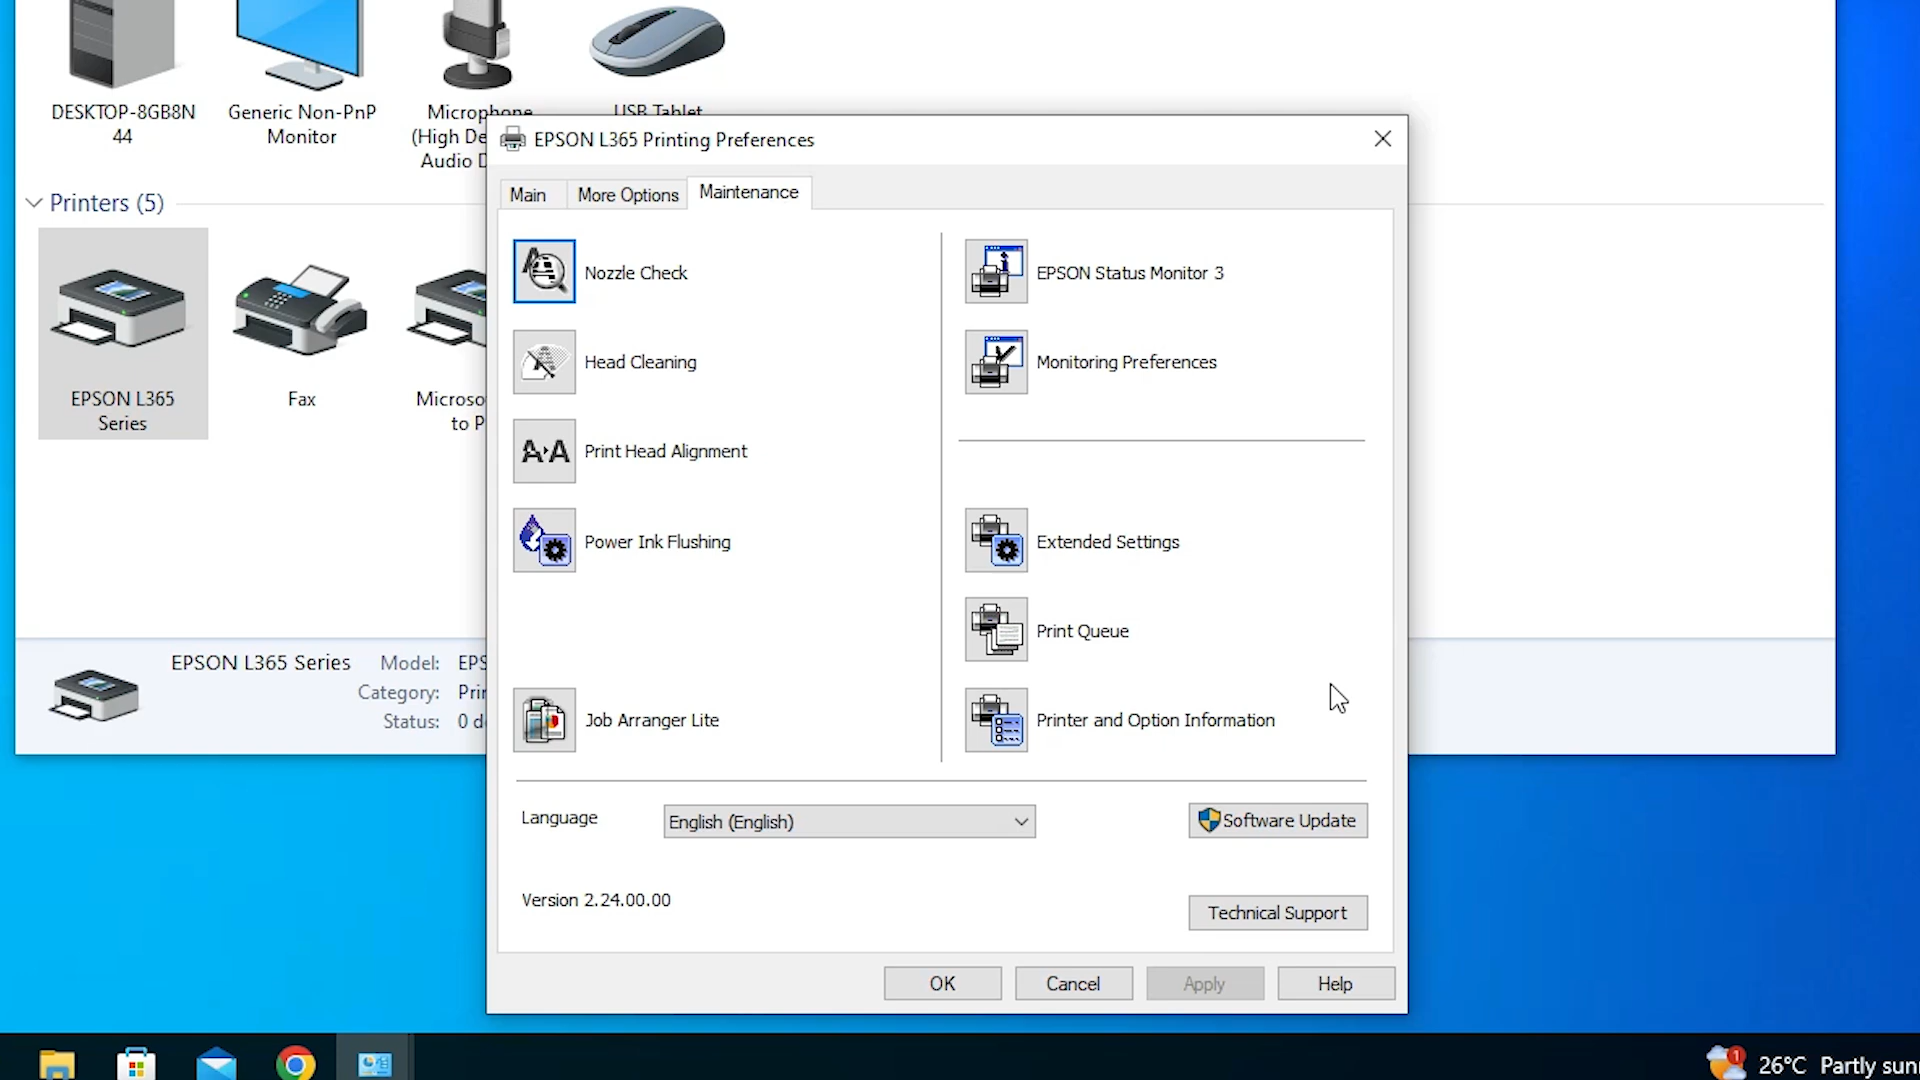 DESKTOP-8GB8N
44
Generic Non-PnP
Monitor
Microphone
(High De
Audio D
USB Tablet
Printers (5)
EPSON L365
Series
Fax
Microso
to P
EPSON L365 Series
Model: EPS
Category: Prin
Status: 0 d
EPSON L365 Printing Preferences
Main
More Options
Maintenance
Nozzle Check
Head Cleaning
A›A
Print Head Alignment
Power Ink Flushing
Job Arranger Lite
EPSON Status Monitor 3
Monitoring Preferences
Extended Settings
Print Queue
Printer and Option Information
Language
English (English)
Software Update
Version 2.24.00.00
Technical Support
OK
Cancel
Apply
Help
1
26°C Partly sunn